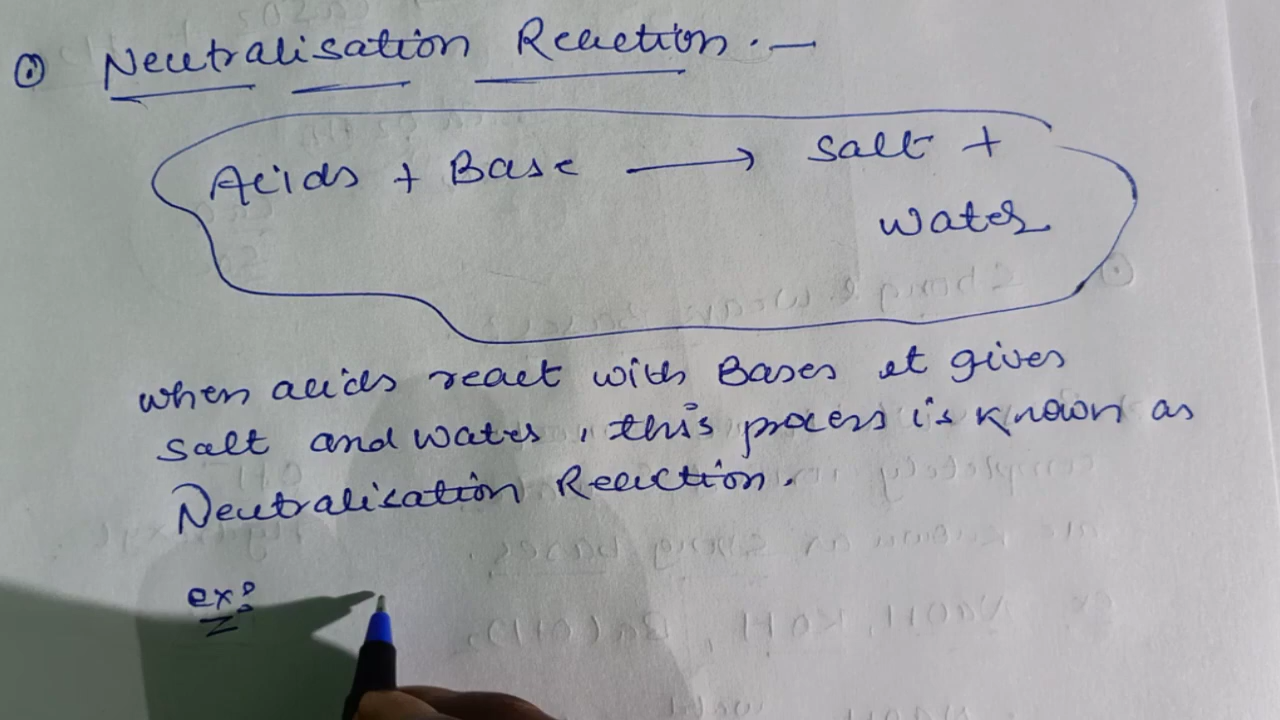 Neutralisation Reaction :—
Acids + Base ⟶ Salt +
Water
when acids react with Bases it gives
salt and water, this process is known as
Neutralisation Reaction.
ex: